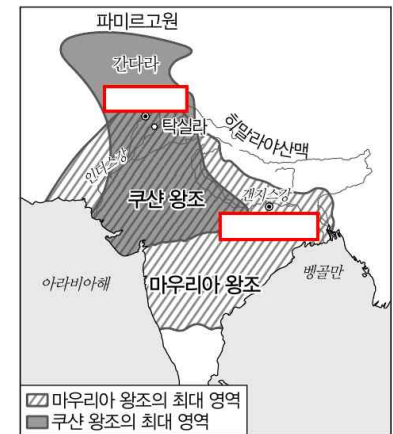 파미르고원
간다라
탁실라
히말라야산맥
인더스강
쿠샨 왕조
갠지스강
아라비아해
마우리아 왕조
벵골만
마우리아 왕조의 최대 영역
쿠샨 왕조의 최대 영역